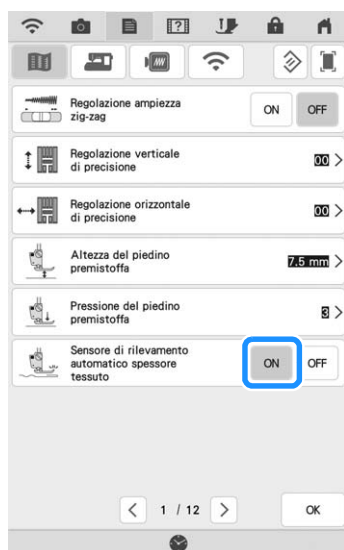 Regolazione ampiezza
zig-zag
ON
OFF
Regolazione verticale
di precisione
00
Regolazione orizzontale
di precisione
00
Altezza del piedino
premistoffa
7.5 mm
Pressione del piedino
premistoffa
3
Sensore di rilevamento
automatico spessore
tessuto
ON
OFF
1 / 12
OK